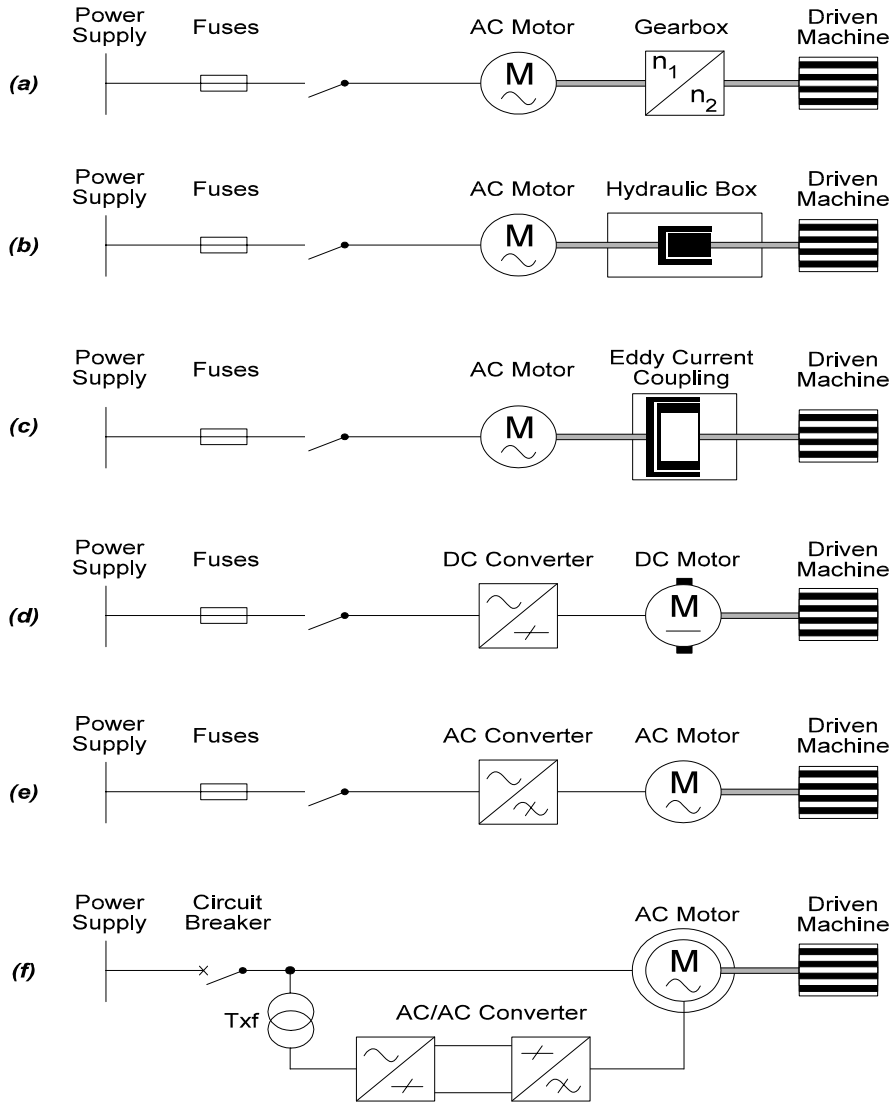 Power Supply Fuses AC Motor Gearbox Driven Machine
(a) M n1 n2
Power Supply Fuses AC Motor Hydraulic Box Driven Machine
(b) M
Power Supply Fuses AC Motor Eddy Current Coupling Driven Machine
(c) M
Power Supply Fuses DC Converter DC Motor Driven Machine
(d) M
Power Supply Fuses AC Converter AC Motor Driven Machine
(e) M
Power Supply Circuit Breaker AC Motor Driven Machine
(f) M
Txf AC/AC Converter